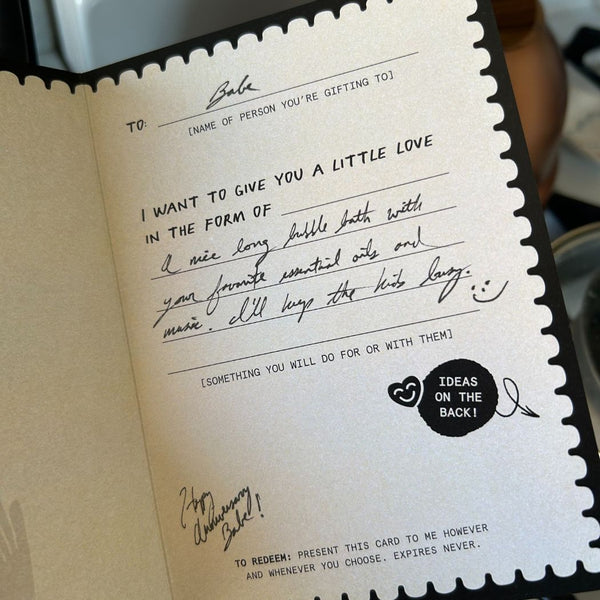 TO: Babe
[NAME OF PERSON YOU'RE GIFTING TO]
I WANT TO GIVE YOU A LITTLE LOVE
IN THE FORM OF
a nice long bubble bath with
your favorite essential oils and
music. I'll keep the kids busy.
[SOMETHING YOU WILL DO FOR OR WITH THEM]
IDEAS
ON THE
BACK!
Happy
Anniversary
Babe!
TO REDEEM: PRESENT THIS CARD TO ME HOWEVER
AND WHENEVER YOU CHOOSE. EXPIRES NEVER.